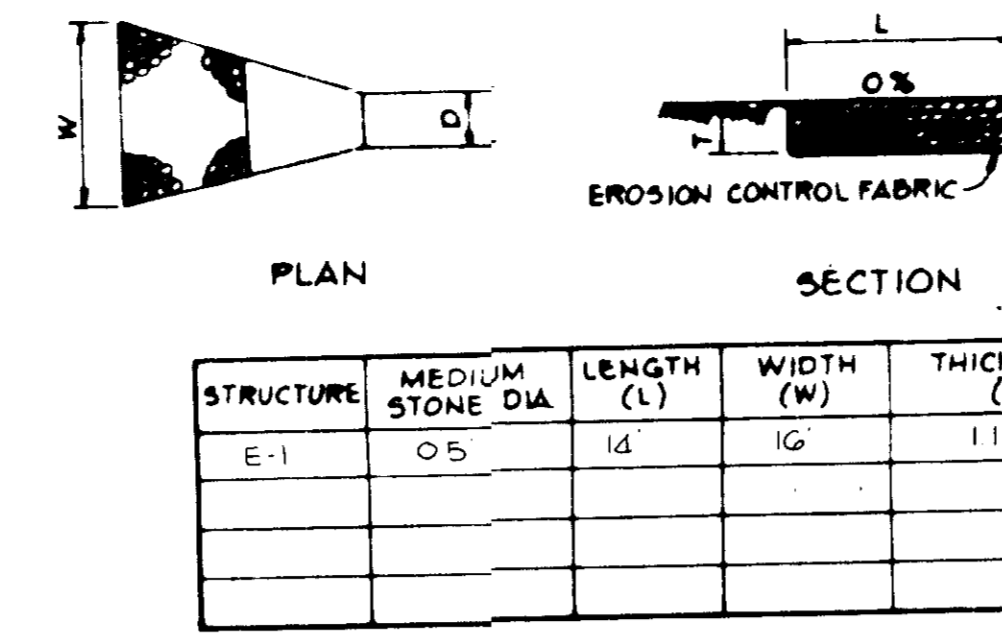 L
0%
W
D
T
EROSION CONTROL FABRIC
PLAN
SECTION
STRUCTURE MEDIUM STONE DIA LENGTH (L) WIDTH (W) THIC
E-1 0 5' 14' 16' 1.1